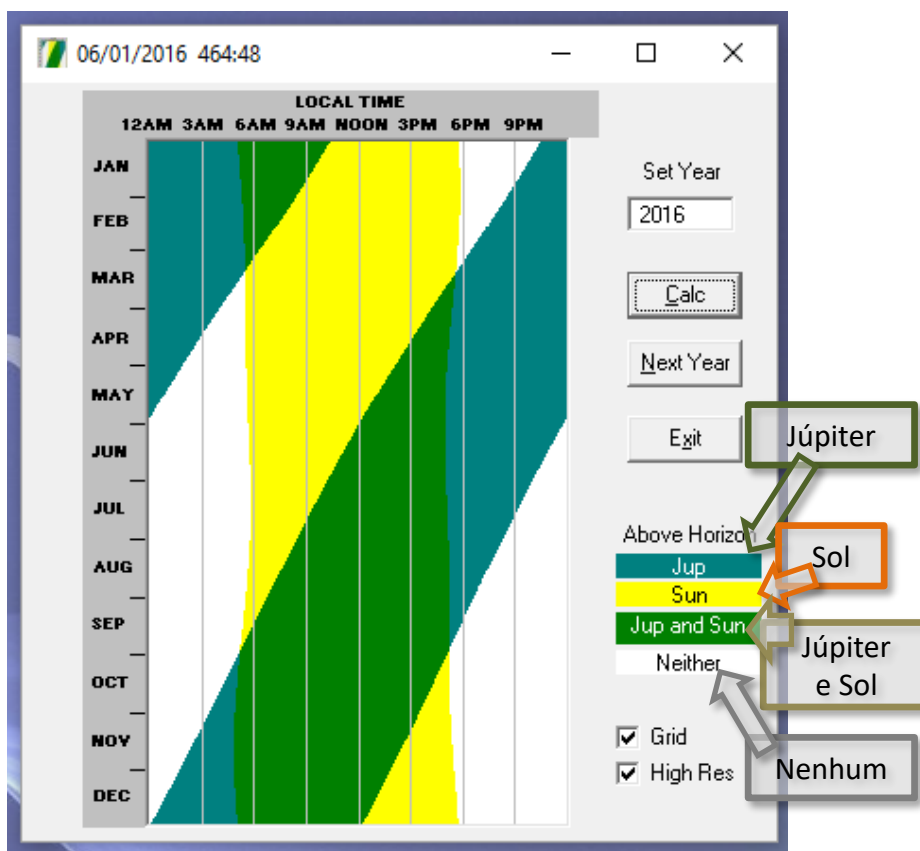 06/01/2016 464:48
LOCAL TIME
12AM 3AM 6AM 9AM NOON 3PM 6PM 9PM
JAN
FEB
MAR
APR
MAY
JUN
JUL
AUG
SEP
OCT
NOV
DEC
Set Year
2016
Calc
Next Year
Exit
Above Horizon
Jup
Sun
Jup and Sun
Neither
Grid
High Res
Júpiter
Sol
Júpiter
e Sol
Nenhum